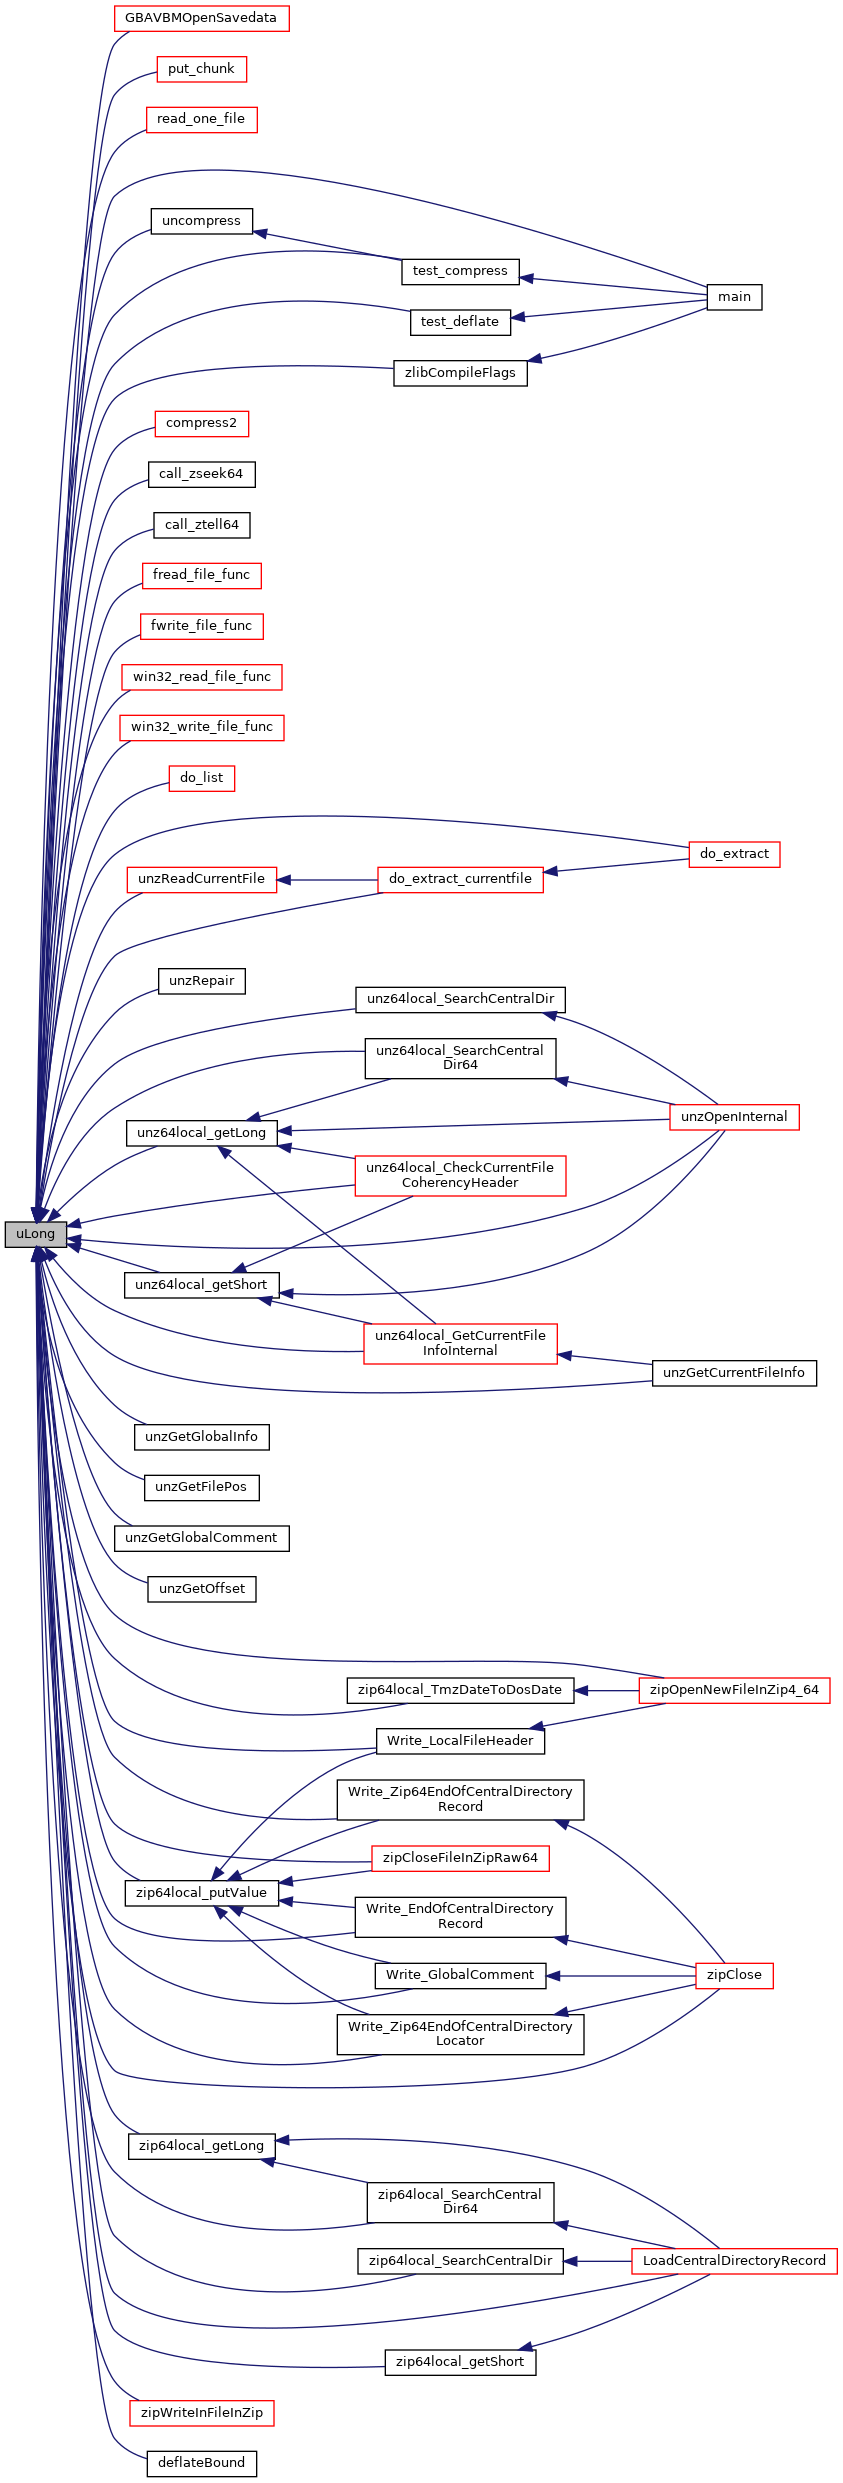 GBAVBMOpenSavedata
put_chunk
read_one_file
uncompress
test_compress
main
test_deflate
zlibCompileFlags
compress2
call_zseek64
call_ztell64
fread_file_func
fwrite_file_func
win32_read_file_func
win32_write_file_func
do_list
do_extract
unzReadCurrentFile
do_extract_currentfile
unzRepair
unz64local_SearchCentralDir
unz64local_SearchCentral
Dir64
unzOpenInternal
unz64local_getLong
unz64local_CheckCurrentFile
CoherencyHeader
uLong
unz64local_getShort
unz64local_GetCurrentFile
InfoInternal
unzGetCurrentFileInfo
unzGetGlobalInfo
unzGetFilePos
unzGetGlobalComment
unzGetOffset
zip64local_TmzDateToDosDate
zipOpenNewFileInZip4_64
Write_LocalFileHeader
Write_Zip64EndOfCentralDirectory
Record
zipCloseFileInZipRaw64
zip64local_putValue
Write_EndOfCentralDirectory
Record
Write_GlobalComment
zipClose
Write_Zip64EndOfCentralDirectory
Locator
zip64local_getLong
zip64local_SearchCentral
Dir64
zip64local_SearchCentralDir
LoadCentralDirectoryRecord
zip64local_getShort
zipWriteInFileInZip
deflateBound